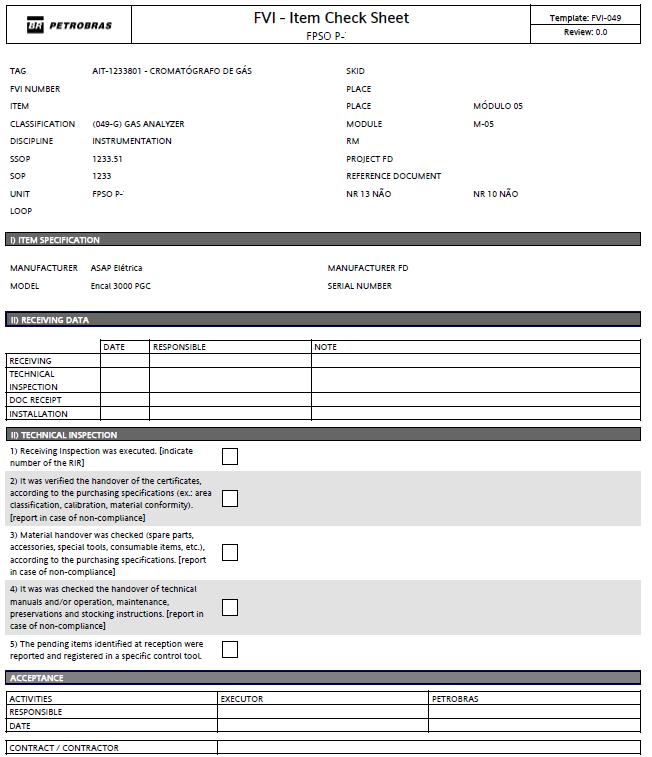 BR PETROBRAS
FVI - Item Check Sheet
FPSO P-
Template: FVI-049
Review: 0.0
TAG AIT-1233801 - CROMATÓGRAFO DE GÁS SKID
FVI NUMBER PLACE
ITEM PLACE MÓDULO 05
CLASSIFICATION (049-G) GAS ANALYZER MODULE M-05
DISCIPLINE INSTRUMENTATION RM
SSOP 1233.51 PROJECT FD
SOP 1233 REFERENCE DOCUMENT
UNIT FPSO P- NR 13 NÃO NR 10 NÃO
LOOP
I) ITEM SPECIFICATION
MANUFACTURER ASAP Elétrica MANUFACTURER FD
MODEL Encal 3000 PGC SERIAL NUMBER
II) RECEIVING DATA
DATE RESPONSIBLE NOTE
RECEIVING
TECHNICAL
INSPECTION
DOC RECEIPT
INSTALLATION
II) TECHNICAL INSPECTION
1) Receiving Inspection was executed. [indicate
number of the RIR]
2) It was verified the handover of the certificates,
according to the purchasing specifications (ex.: area
classification, calibration, material conformity).
[report in case of non-compliance]
3) Material handover was checked (spare parts,
accessories, special tools, consumable items, etc.),
according to the purchasing specifications. [report
in case of non-compliance]
4) It was was checked the handover of technical
manuals and/or operation, maintenance,
preservations and stocking instructions. [report in
case of non-compliance]
5) The pending items identified at reception were
reported and registered in a specific control tool.
ACCEPTANCE
ACTIVITIES EXECUTOR PETROBRAS
RESPONSIBLE
DATE
CONTRACT / CONTRACTOR